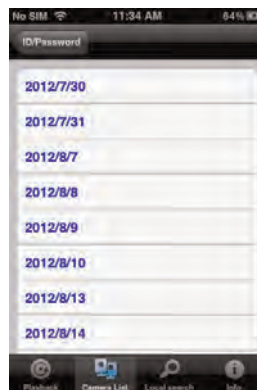 No SIM 11:34 AM 64%
ID/Password
2012/7/30
2012/7/31
2012/8/7
2012/8/8
2012/8/9
2012/8/10
2012/8/13
2012/8/14
Playback Camera List Local search Info